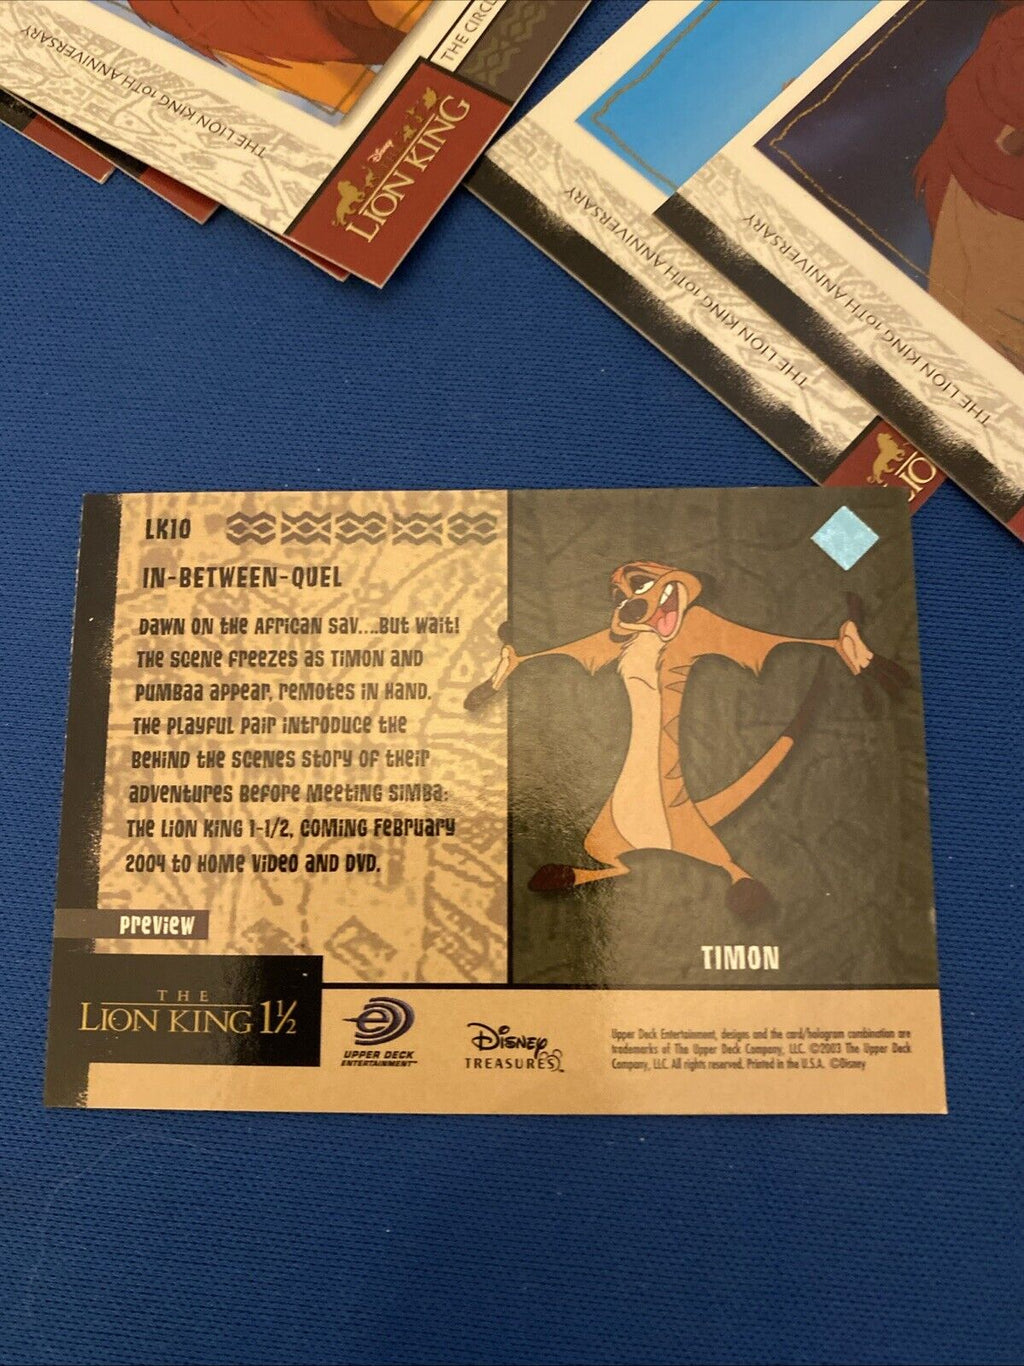 THE CIRCLE
THE LION KING 10TH ANNIVERSARY
Disney
LION KING
THE LION KING 10TH ANNIVERSARY
THE LION KING 10TH ANNIVERSARY
LIO
LK10
IN-BETWEEN-QUEL
DAWN ON THE AFRICAN SAV....BUT WAIT!
THE SCENE FREEZES AS TIMON AND
PUMBAA APPEAR, REMOTES IN HAND.
THE PLAYFUL PAIR INTRODUCE THE
BEHIND THE SCENES STORY OF THEIR
ADVENTURES BEFORE MEETING SIMBA:
THE LION KING 1-1/2, COMING FEBRUARY
2004 TO HOME VIDEO AND DVD.
PREVIEW
THE
LION KING 1½
TIMON
UPPER DECK
ENTERTAINMENT™
Disney
TREASURES
Upper Deck Entertainment, designs and the card/hologram combination are
trademarks of The Upper Deck Company, LLC. ©2003 The Upper Deck
Company, LLC. All rights reserved. Printed in the U.S.A. ©Disney